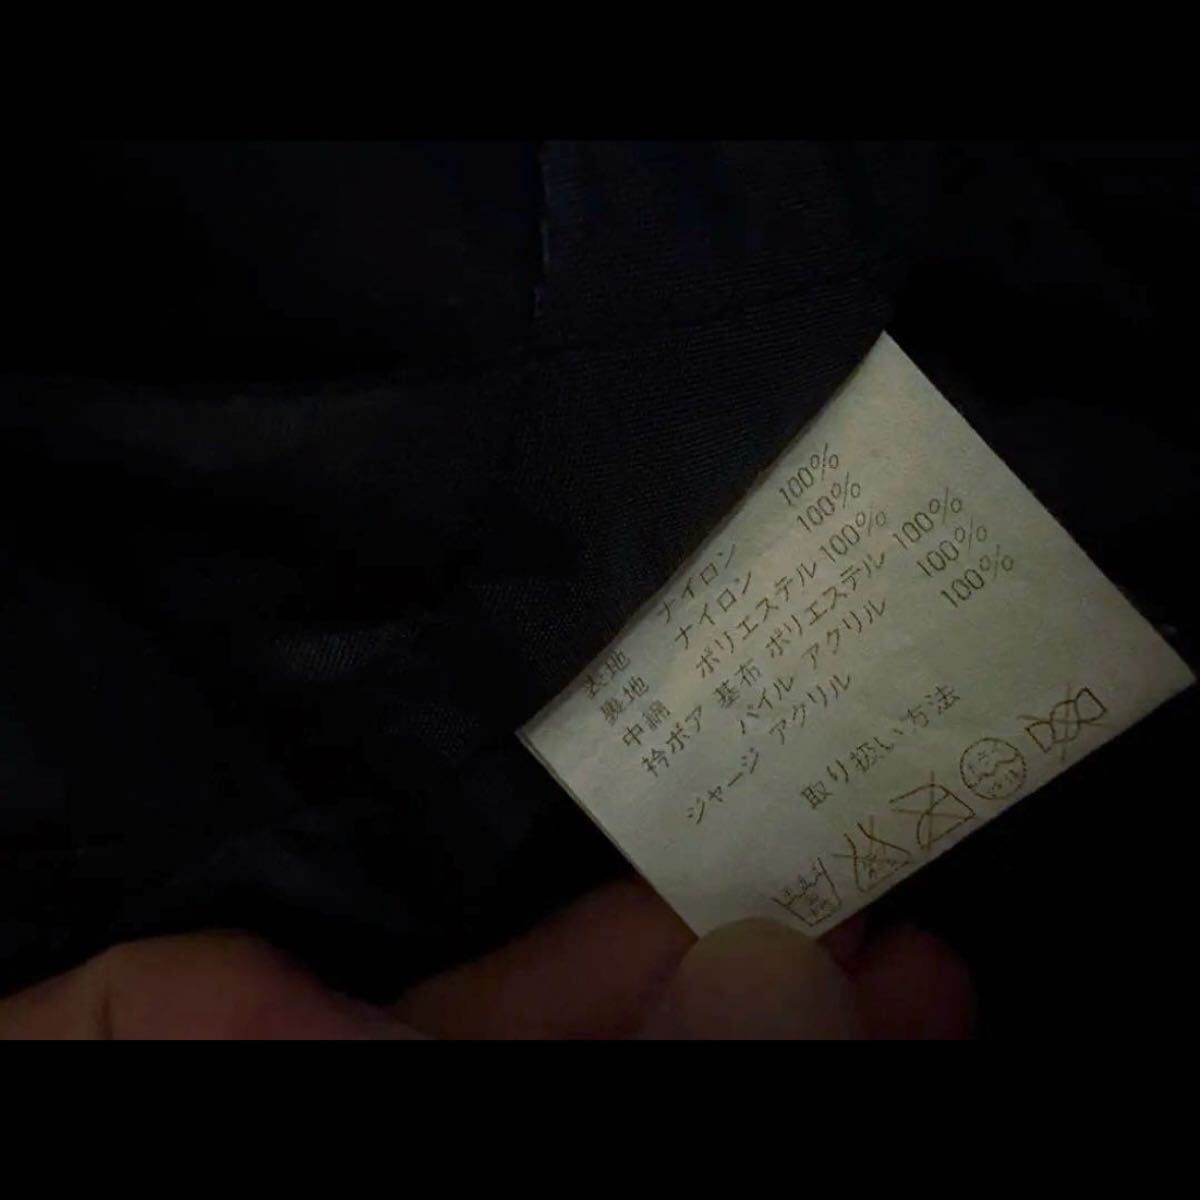 表地 ナイロン 100%
裏地 ナイロン 100%
中綿 ポリエステル 100%
衿ボア 基布 ポリエステル 100%
パイル アクリル 100%
ジャージ アクリル 100%
取り扱い方法